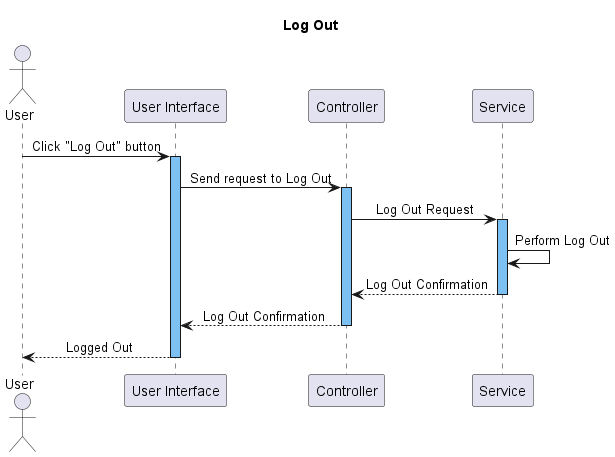 Log Out
User
User Interface
Controller
Service
Click "Log Out" button
Send request to Log Out
Log Out Request
Perform Log Out
Log Out Confirmation
Log Out Confirmation
Logged Out
User
User Interface
Controller
Service